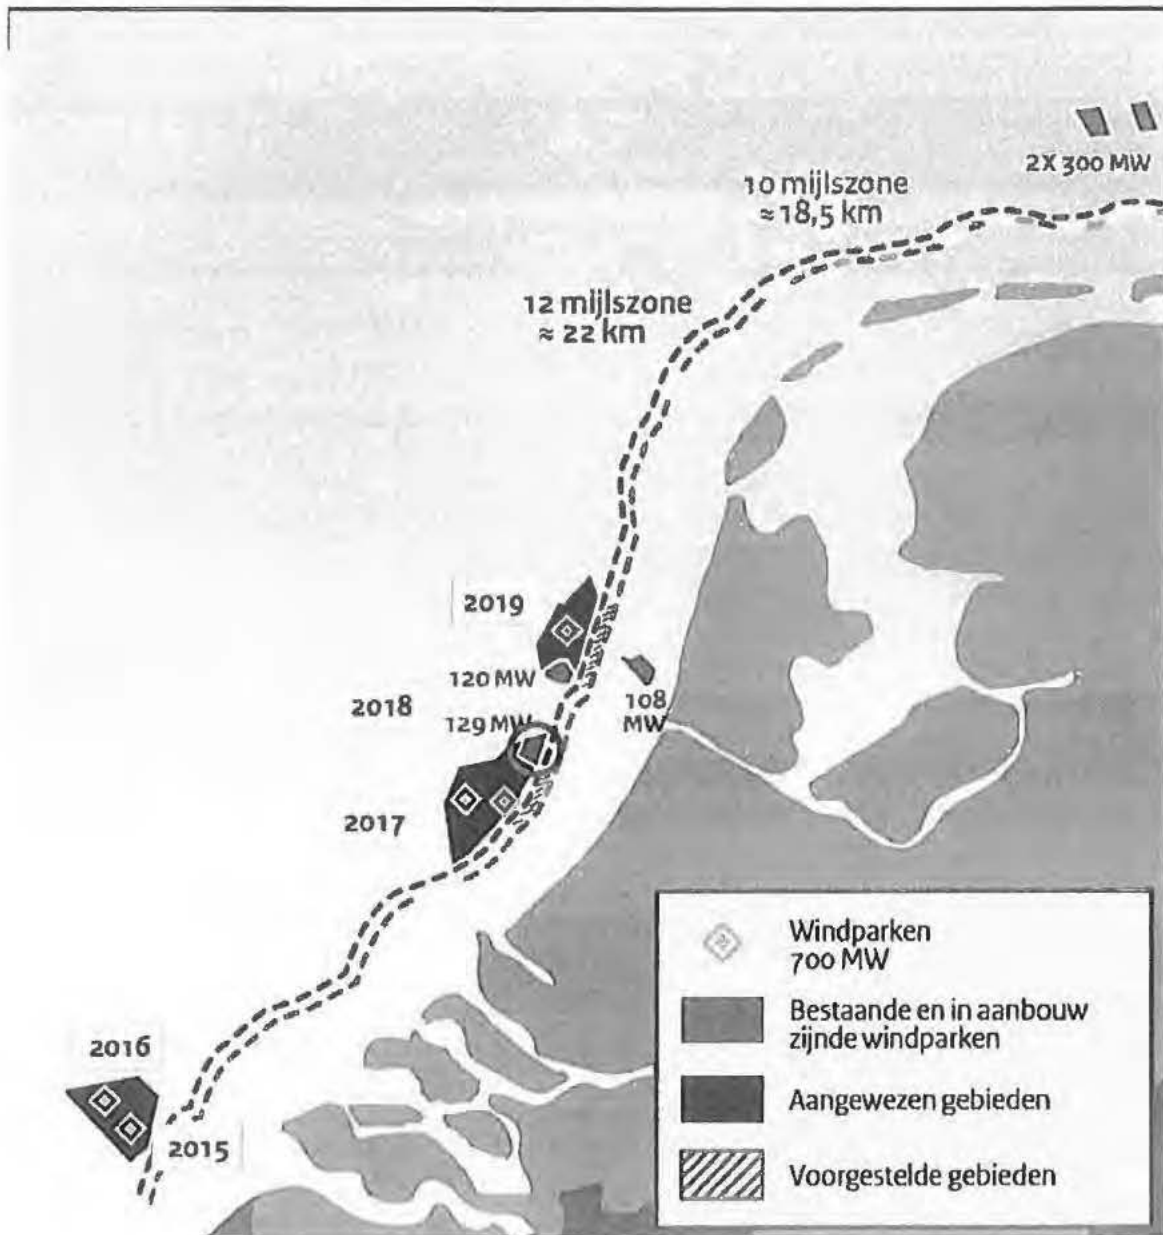 2X 300 MW
10 mijlszone
≈ 18,5 km
12 mijlszone
≈ 22 km
2019
120 MW
2018
129 MW
108
MW
2017
2016
2015
Windparken
700 MW
Bestaande en in aanbouw
zijnde windparken
Aangewezen gebieden
Voorgestelde gebieden